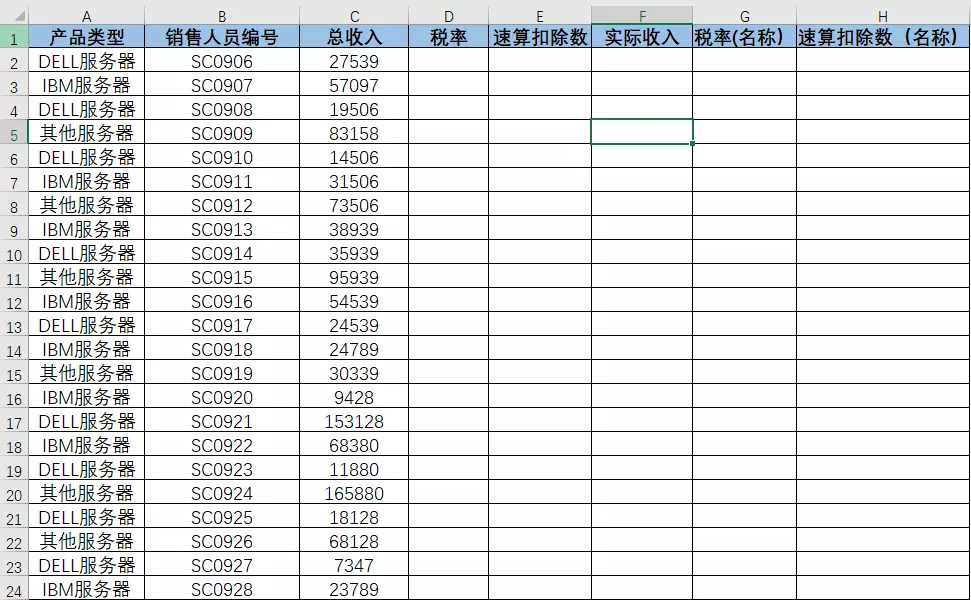 A B C D E F G H
1 产品类型 销售人员编号 总收入 税率 速算扣除数 实际收入 税率(名称） 速算扣除数（名称）
2 DELL服务器 SC0906 27539
3 IBM服务器 SC0907 57097
4 DELL服务器 SC0908 19506
5 其他服务器 SC0909 83158
6 DELL服务器 SC0910 14506
7 IBM服务器 SC0911 31506
8 其他服务器 SC0912 73506
9 IBM服务器 SC0913 38939
10 DELL服务器 SC0914 35939
11 其他服务器 SC0915 95939
12 IBM服务器 SC0916 54539
13 DELL服务器 SC0917 24539
14 IBM服务器 SC0918 24789
15 其他服务器 SC0919 30339
16 IBM服务器 SC0920 9428
17 DELL服务器 SC0921 153128
18 IBM服务器 SC0922 68380
19 DELL服务器 SC0923 11880
20 其他服务器 SC0924 165880
21 DELL服务器 SC0925 18128
22 其他服务器 SC0926 68128
23 DELL服务器 SC0927 7347
24 IBM服务器 SC0928 23789